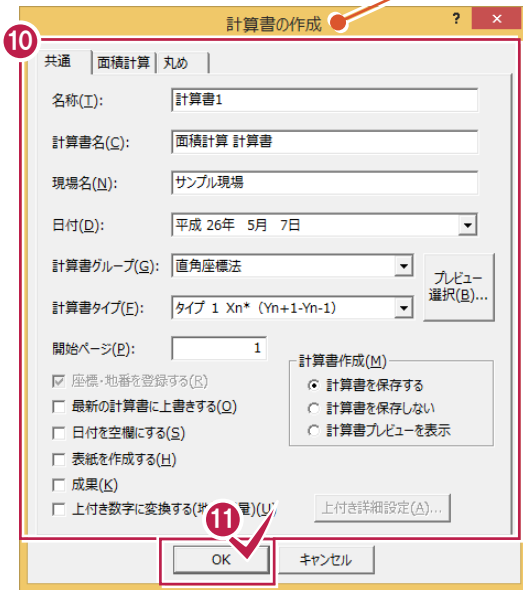 計算書の作成 ? ×
10
共通 面積計算 丸め
名称(T): 計算書1
計算書名(C): 面積計算 計算書
現場名(N): サンプル現場
日付(D): 平成 26年 5月 7日
計算書グループ(G): 直角座標法
プレビュー
選択(B)...
計算書タイプ(F): タイプ 1 Xn* (Yn+1-Yn-1)
開始ページ(P): 1
計算書作成(M)
座標・地番を登録する(R)
計算書を保存する
最新の計算書に上書きする(O)
計算書を保存しない
日付を空欄にする(S)
計算書プレビューを表示
表紙を作成する(H)
成果(K)
上付き数字に変換する(地 量)(U)
上付き詳細設定(A)...
11
OK キャンセル